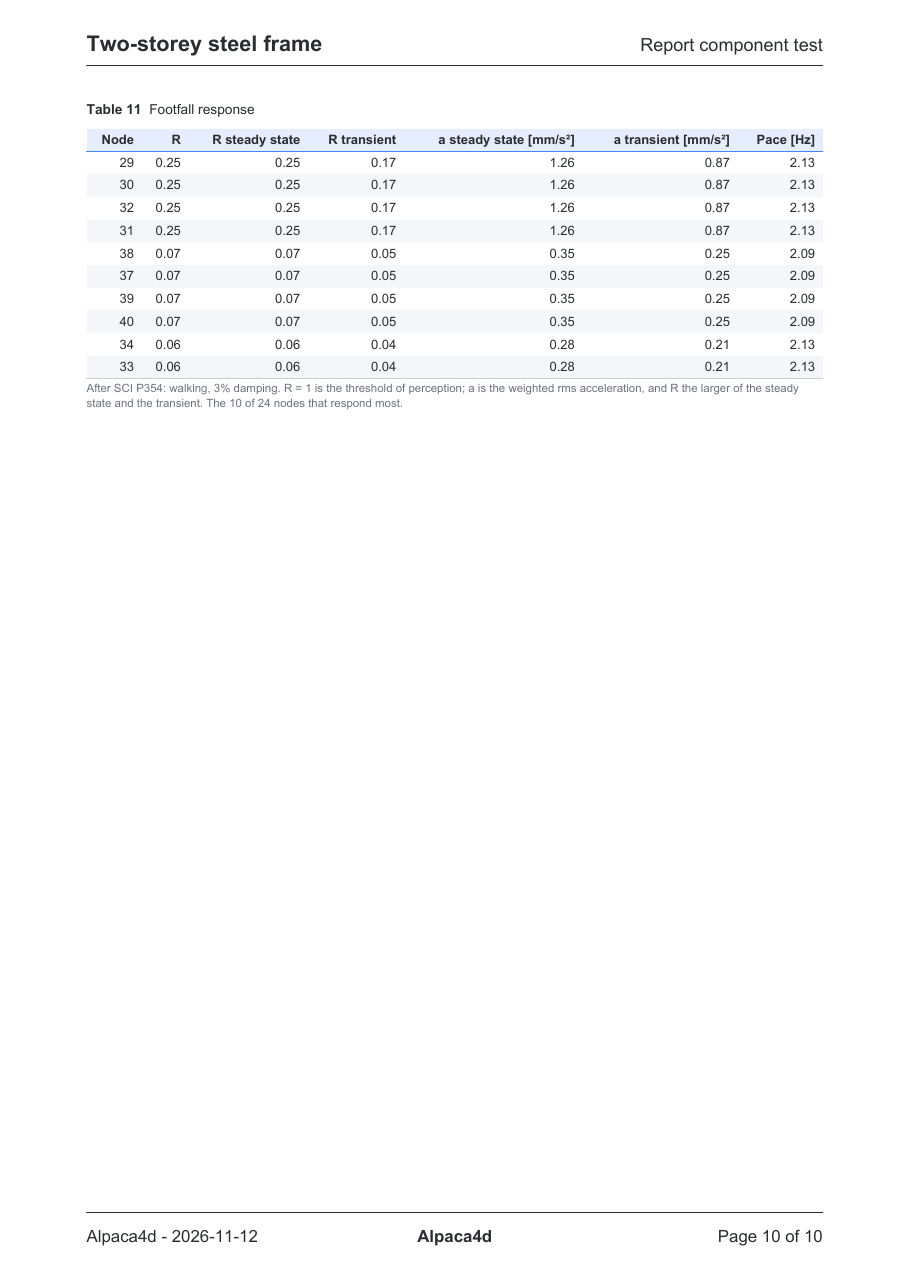 Two-storey steel frame Report component test
Table 11 Footfall response
Node R R steady state R transient a steady state [mm/s²] a transient [mm/s²] Pace [Hz]
29 0.25 0.25 0.17 1.26 0.87 2.13
30 0.25 0.25 0.17 1.26 0.87 2.13
32 0.25 0.25 0.17 1.26 0.87 2.13
31 0.25 0.25 0.17 1.26 0.87 2.13
38 0.07 0.07 0.05 0.35 0.25 2.09
37 0.07 0.07 0.05 0.35 0.25 2.09
39 0.07 0.07 0.05 0.35 0.25 2.09
40 0.07 0.07 0.05 0.35 0.25 2.09
34 0.06 0.06 0.04 0.28 0.21 2.13
33 0.06 0.06 0.04 0.28 0.21 2.13
After SCI P354: walking, 3% damping. R = 1 is the threshold of perception; a is the weighted rms acceleration, and R the larger of the steady
state and the transient. The 10 of 24 nodes that respond most.
Alpaca4d - 2026-11-12 Alpaca4d Page 10 of 10